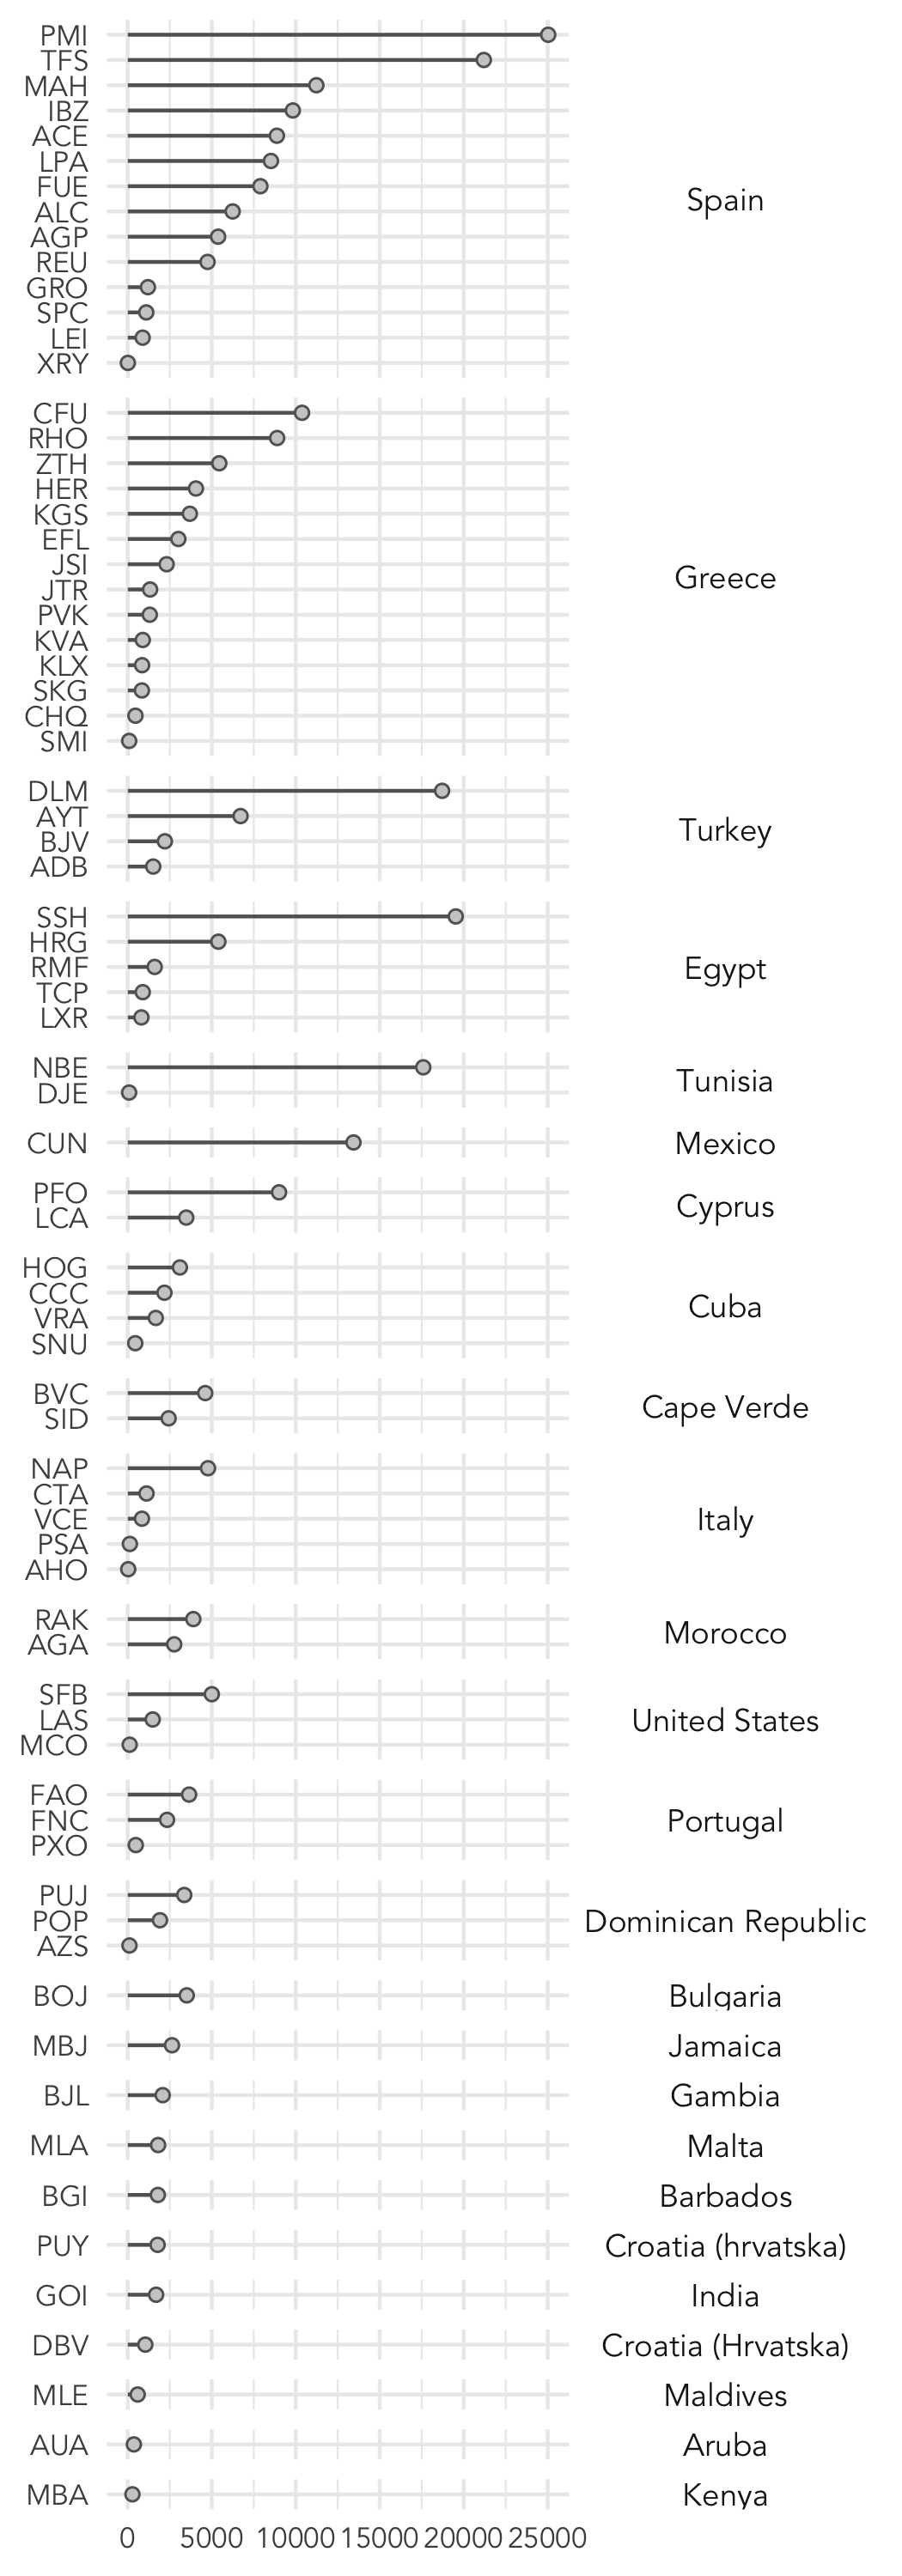 PMI
TFS
MAH
IBZ
ACE
LPA
FUE
ALC
AGP
REU
GRO
SPC
LEI
XRY
Spain
CFU
RHO
ZTH
HER
KGS
EFL
JSI
JTR
PVK
KVA
KLX
SKG
CHQ
SMI
Greece
DLM
AYT
BJV
ADB
Turkey
SSH
HRG
RMF
TCP
LXR
Egypt
NBE
DJE
Tunisia
CUN
Mexico
PFO
LCA
Cyprus
HOG
CCC
VRA
SNU
Cuba
BVC
SID
Cape Verde
NAP
CTA
VCE
PSA
AHO
Italy
RAK
AGA
Morocco
SFB
LAS
MCO
United States
FAO
FNC
PXO
Portugal
PUJ
POP
AZS
Dominican Republic
BOJ
Bulgaria
MBJ
Jamaica
BJL
Gambia
MLA
Malta
BGI
Barbados
PUY
Croatia (hrvatska)
GOI
India
DBV
Croatia (Hrvatska)
MLE
Maldives
AUA
Aruba
MBA
Kenya
0 5000 10000 15000 20000 25000